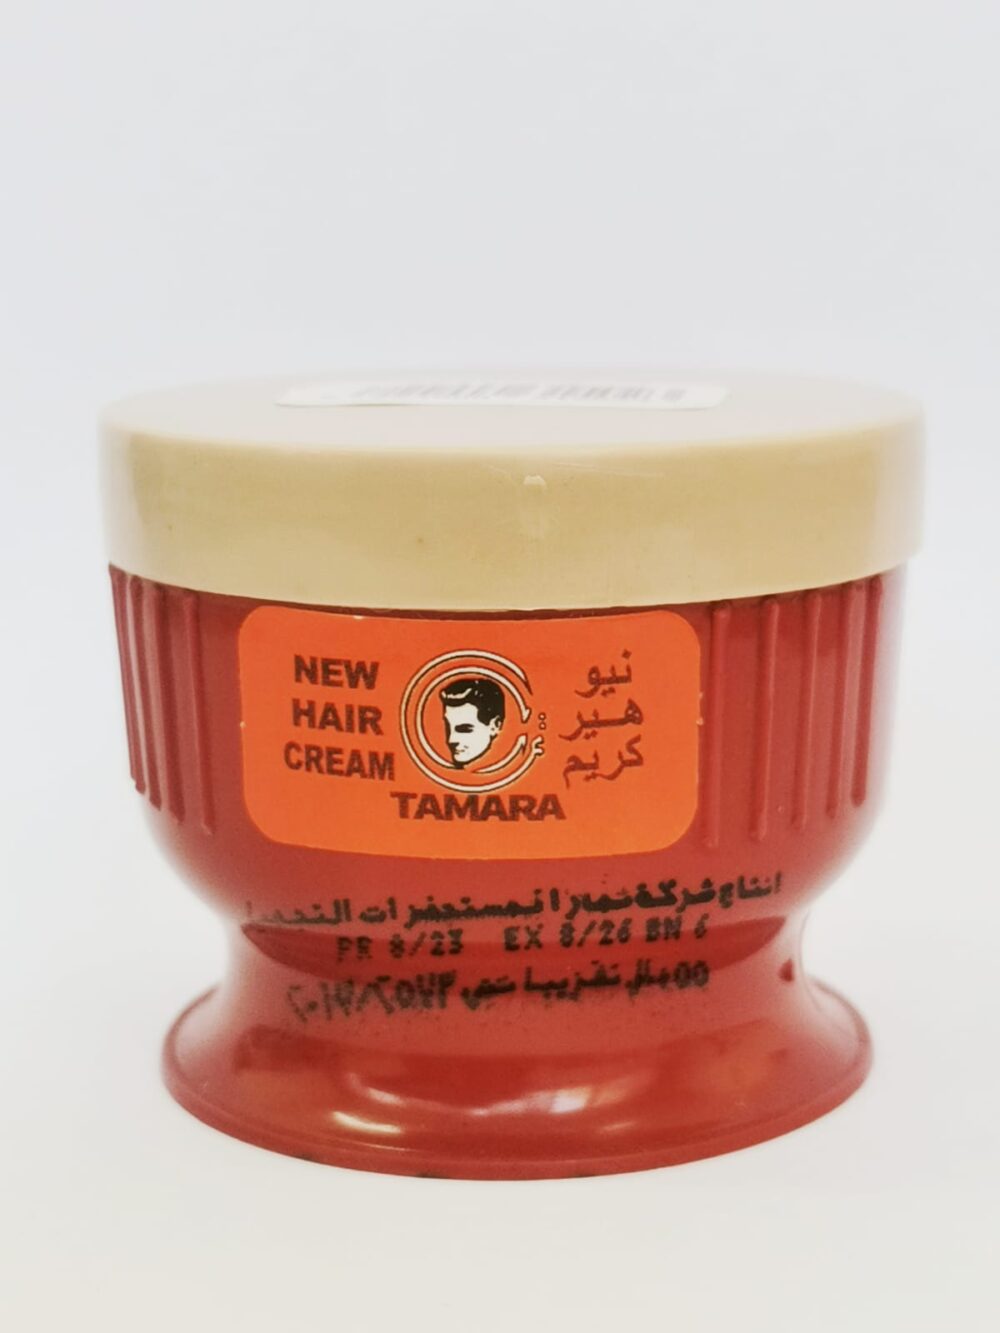 NEW
HAIR
CREAM
نيو
هير
كريم
TAMARA
انتاج شركة تمارا لمستحضرات التجميل
PR 8/23 EX 8/26 BN 6
تقريبا